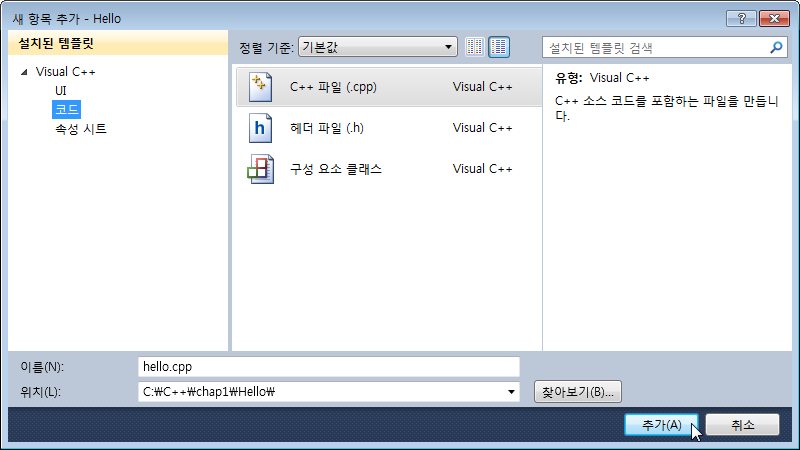 새 항목 추가 - Hello
설치된 템플릿
정렬 기준: 기본값
설치된 템플릿 검색
Visual C++
UI
코드
속성 시트
C++ 파일 (.cpp) Visual C++
헤더 파일 (.h) Visual C++
구성 요소 클래스 Visual C++
유형: Visual C++
C++ 소스 코드를 포함하는 파일을 만듭니
다.
이름(N): hello.cpp
위치(L): C:₩C++₩chap1₩Hello₩
찾아보기(B)...
추가(A)
취소